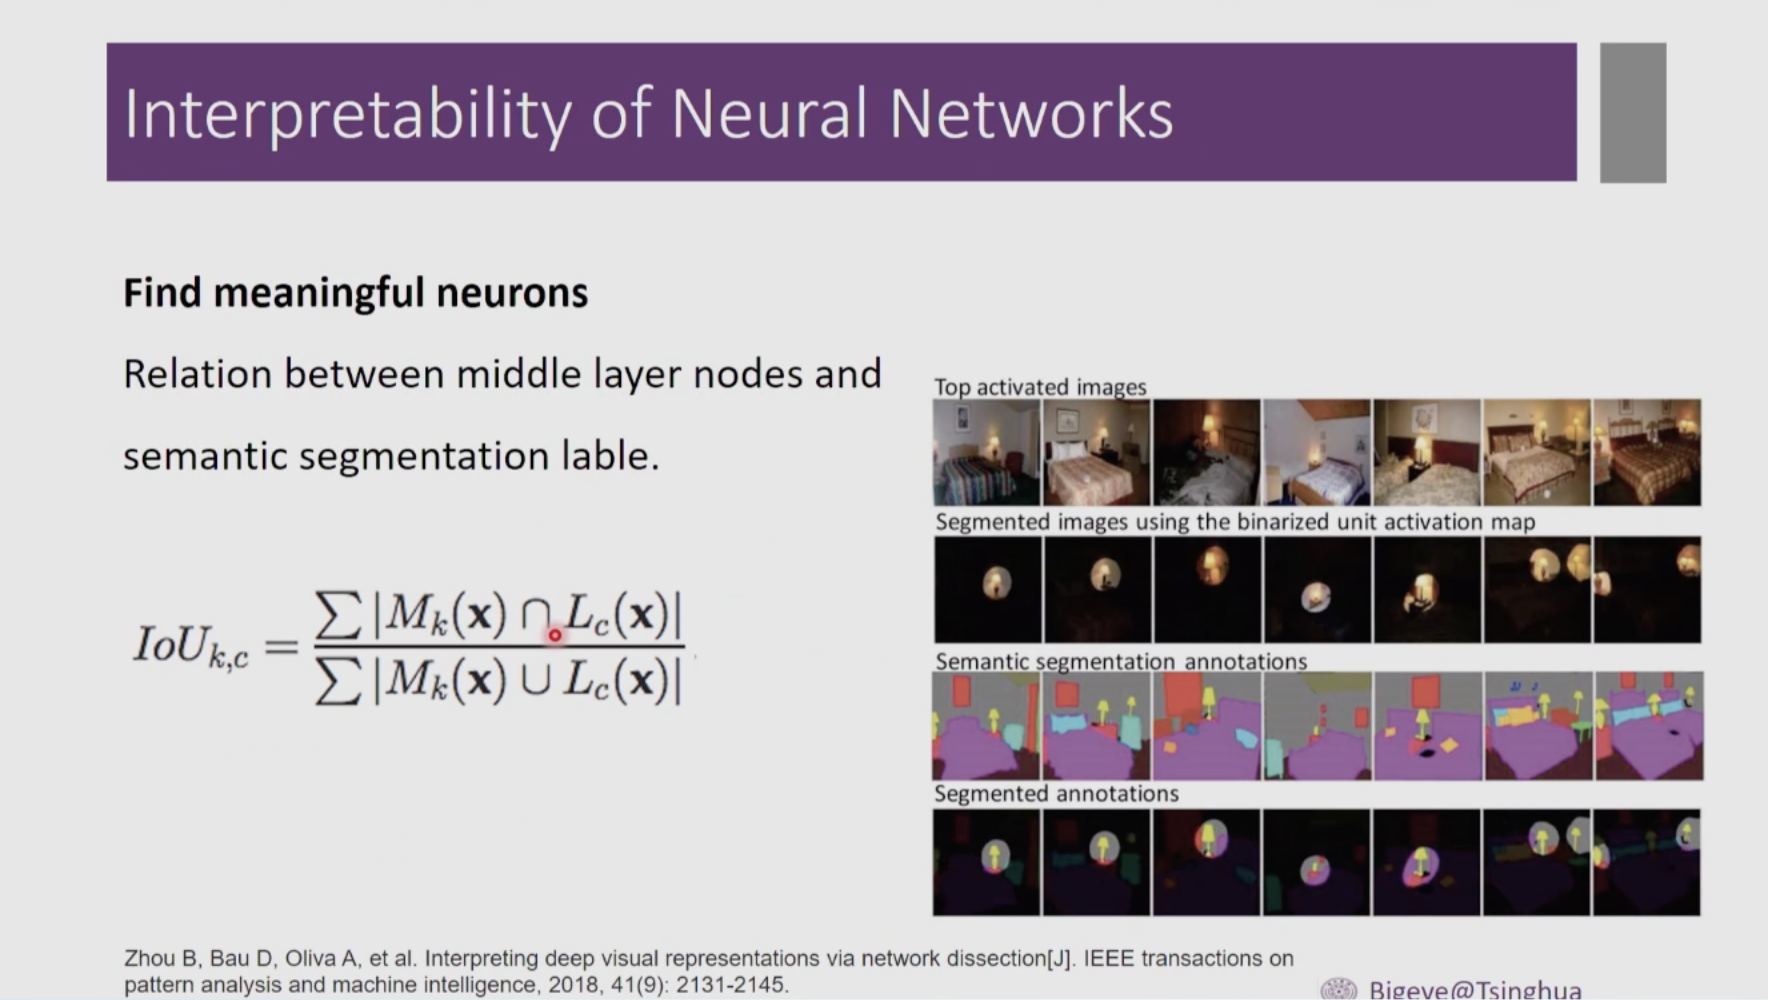 Interpretability of Neural Networks
Find meaningful neurons
Relation between middle layer nodes and
semantic segmentation lable.
IoU_{k,c} = \frac{\sum |M_k(\mathbf{x}) \cap L_c(\mathbf{x})|}{\sum |M_k(\mathbf{x}) \cup L_c(\mathbf{x})|}
Top activated images
Segmented images using the binarized unit activation map
Semantic segmentation annotations
Segmented annotations
Zhou B, Bau D, Oliva A, et al. Interpreting deep visual representations via network dissection[J]. IEEE transactions on
pattern analysis and machine intelligence, 2018, 41(9): 2131-2145.
Bigeye@Tsinghua